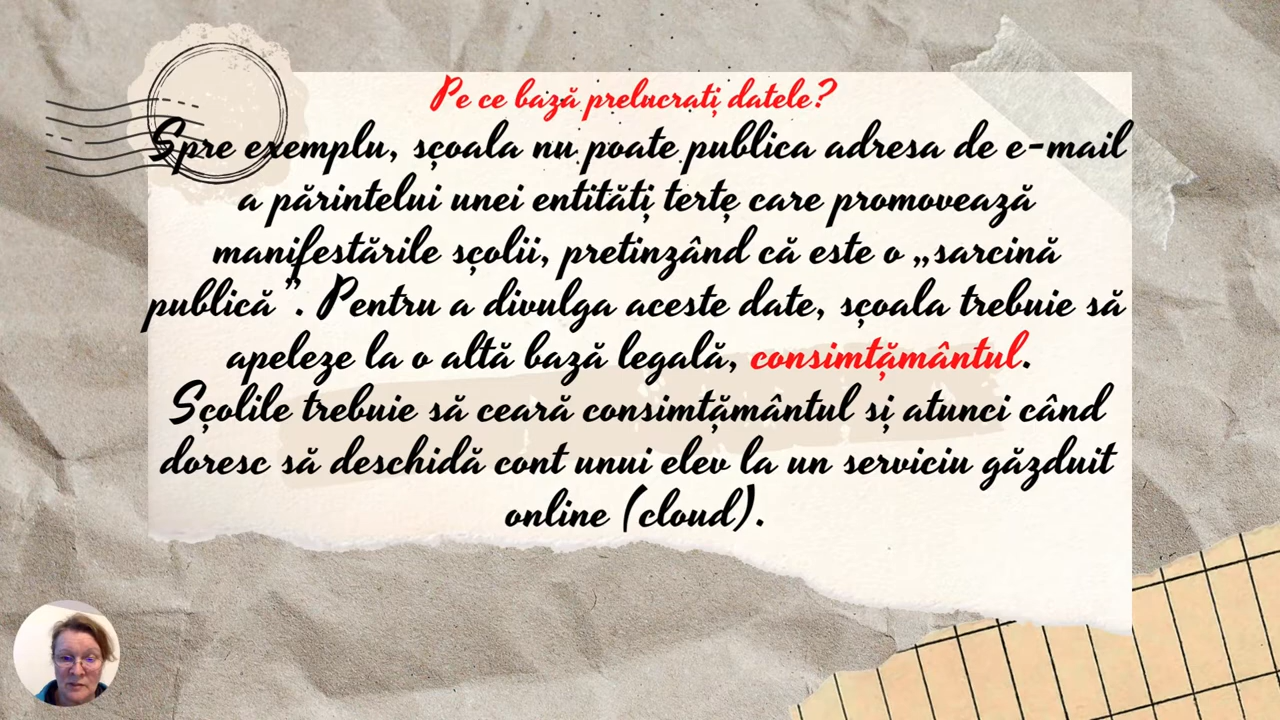 Pe ce bază prelucrați datele?
Spre exemplu, școala nu poate publica adresa de e-mail
a părintelui unei entități terțe care promovează
manifestările școlii, pretinzând că este o „sarcină
publică”. Pentru a divulga aceste date, școala trebuie să
apeleze la o altă bază legală, consimțământul.
Școlile trebuie să ceară consimțământul și atunci când
doresc să deschidă cont unui elev la un serviciu găzduit
online (cloud).